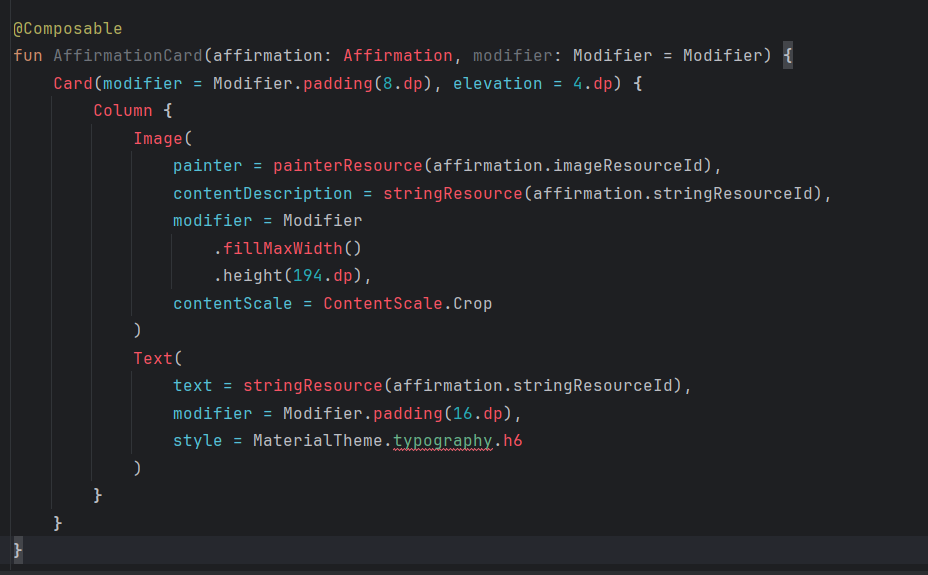 @Composable
fun AffirmationCard(affirmation: Affirmation, modifier: Modifier = Modifier) {
    Card(modifier = Modifier.padding(8.dp), elevation = 4.dp) {
        Column {
            Image(
                painter = painterResource(affirmation.imageResourceId),
                contentDescription = stringResource(affirmation.stringResourceId),
                modifier = Modifier
                    .fillMaxWidth()
                    .height(194.dp),
                contentScale = ContentScale.Crop
            )
            Text(
                text = stringResource(affirmation.stringResourceId),
                modifier = Modifier.padding(16.dp),
                style = MaterialTheme.typography.h6
            )
        }
    }
}